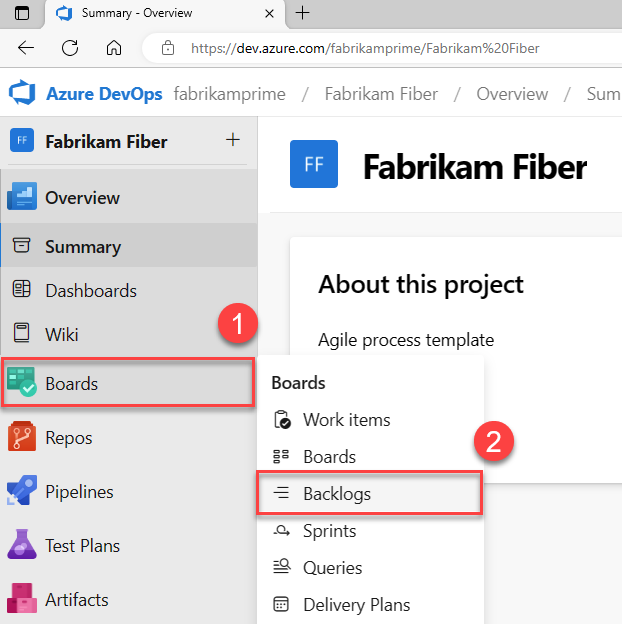 Summary - Overview
https://dev.azure.com/fabrikamprime/Fabrikam%20Fiber
Azure DevOps fabrikamprime / Fabrikam Fiber / Overview / Sum
FF Fabrikam Fiber +
FF Fabrikam Fiber
Overview
Summary
Dashboards
Wiki
1
Boards
Repos
Pipelines
Test Plans
Artifacts
About this project
Agile process template
Boards
Work items
Boards
2
Backlogs
Sprints
Queries
Delivery Plans